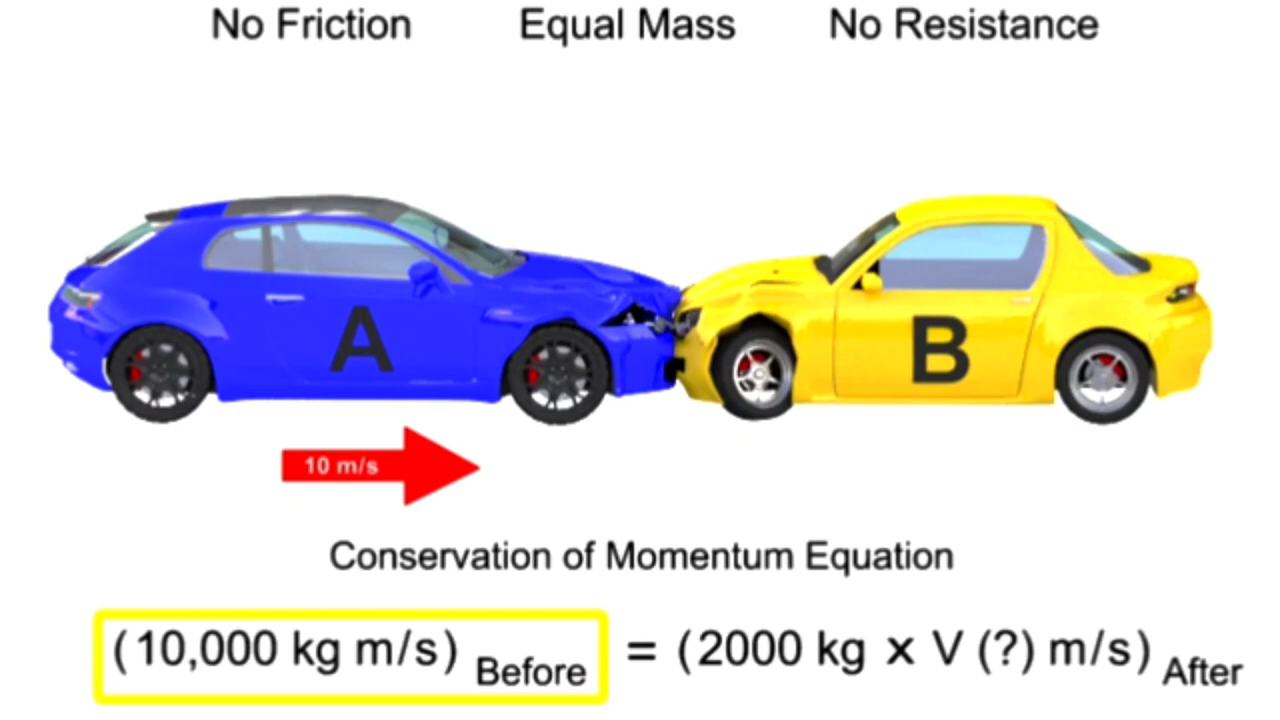 No Friction Equal Mass No Resistance
A
B
10 m/s
Conservation of Momentum Equation
(10,000 kg m/s) Before = (2000 kg x V (?) m/s) After